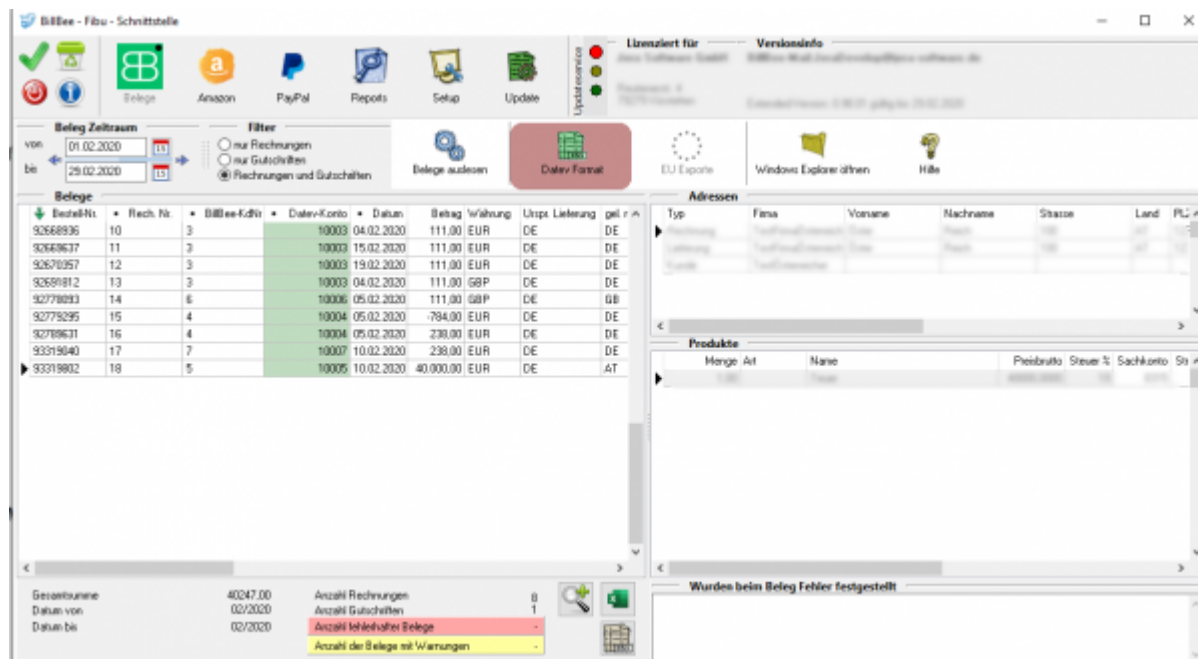 BillBee - Fibu - Schnittstelle
Lizenziert für
Versionsinfo
Belege
Amazon
PayPal
Reports
Setup
Update
Updateservice
Beleg Zeitraum
von 01.02.2020
bis 29.02.2020
Filter
nur Rechnungen
nur Gutschriften
Rechnungen und Gutschriften
Belege auslesen
Datev Format
EU Exporte
Windows Explorer öffnen
Hilfe
Belege
Bestell-Nr. Rech. Nr. BillBee-KdNr Datev-Konto Datum Betrag Währung Urspr. Lieferung gel. r
92668936 10 3 10003 04.02.2020 111,00 EUR DE DE
92669637 11 3 10003 15.02.2020 111,00 EUR DE DE
92670357 12 3 10003 19.02.2020 111,00 EUR DE DE
92691812 13 3 10003 04.02.2020 111,00 GBP DE DE
92778093 14 6 10006 05.02.2020 111,00 GBP DE GB
92779295 15 4 10004 05.02.2020 -784,00 EUR DE DE
92789631 16 4 10004 05.02.2020 238,00 EUR DE DE
93319040 17 7 10007 10.02.2020 238,00 EUR DE DE
93319802 18 5 10005 10.02.2020 40.000,00 EUR DE AT
Adressen
Typ Firma Vorname Nachname Strasse Land PLZ
Produkte
Menge Art Name Preisbrutto Steuer % Sachkonto Str
Gesamtsumme 40247,00
Datum von 02/2020
Datum bis 02/2020
Anzahl Rechnungen 8
Anzahl Gutschriften 1
Anzahl fehlerhafter Belege -
Anzahl der Belege mit Warnungen -
Wurden beim Beleg Fehler festgestellt